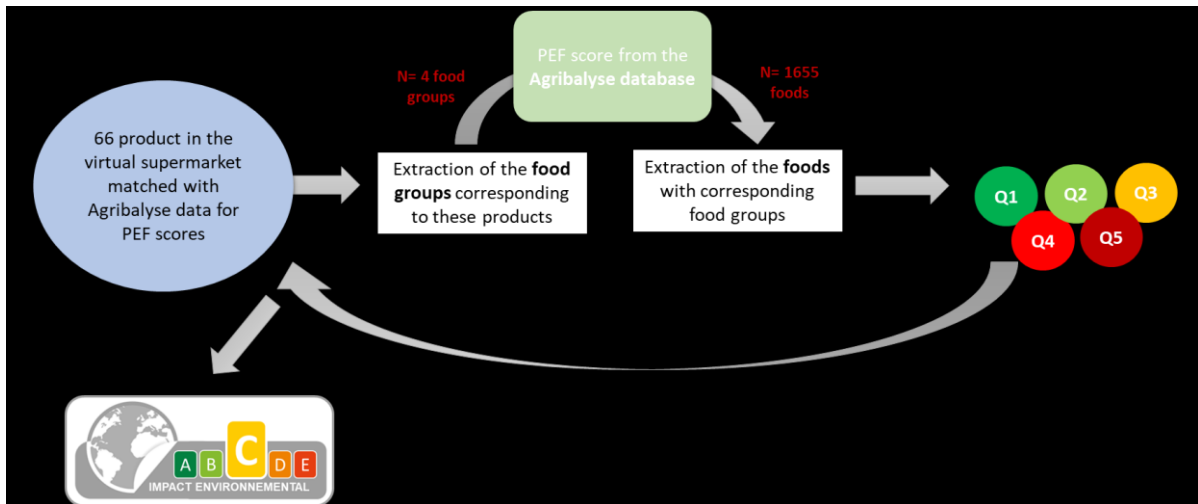 66 product in the
virtual supermarket
matched with
Agribalyse data for
PEF scores
N= 4 food
groups
Extraction of the food
groups corresponding
to these products
PEF score from the
Agribalyse database
N= 1655
foods
Extraction of the foods
with corresponding
food groups
Q1
Q2
Q3
Q4
Q5
A B C D E
IMPACT ENVIRONNEMENTAL